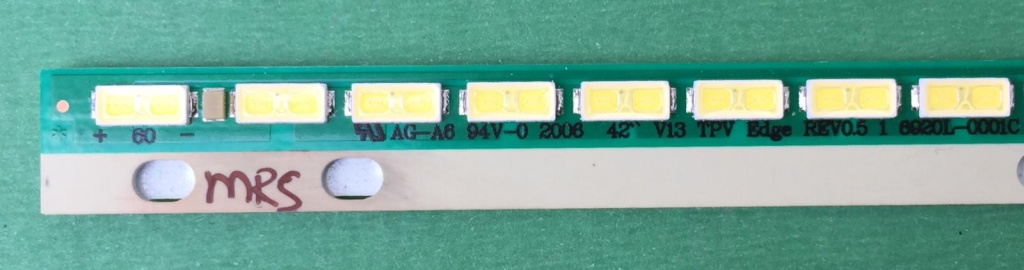 + 60 - AG-A6 94V-0 2006 42" V13 TPV Edge REV0.5 1 6920L-0001C
MRS